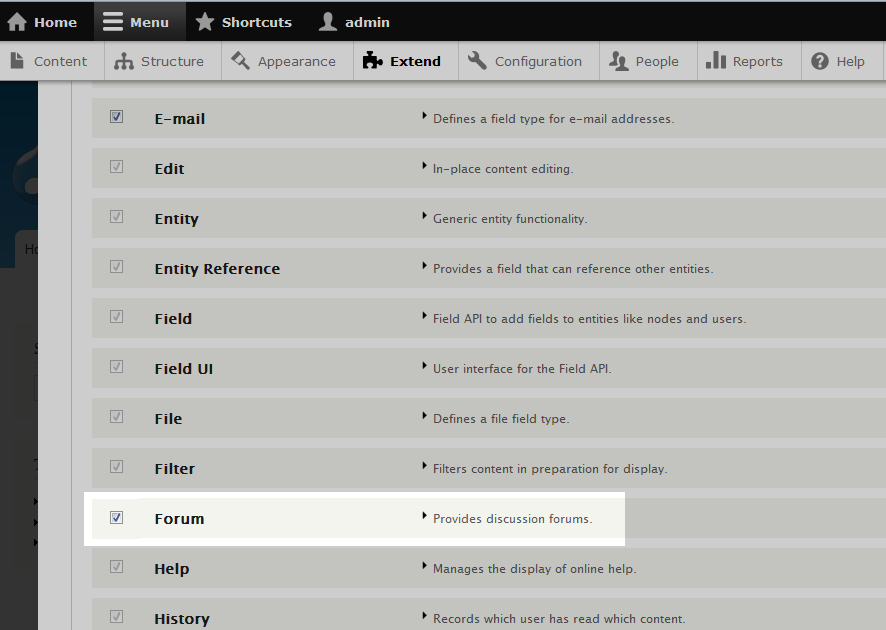 Home Menu Shortcuts admin
Content Structure Appearance Extend Configuration People Reports Help
E-mail Defines a field type for e-mail addresses.
Edit In-place content editing.
Entity Generic entity functionality.
Ho
Entity Reference Provides a field that can reference other entities.
Field Field API to add fields to entities like nodes and users.
Field UI User interface for the Field API.
File Defines a file field type.
Filter Filters content in preparation for display.
Forum Provides discussion forums.
Help Manages the display of online help.
History Records which user has read which content.